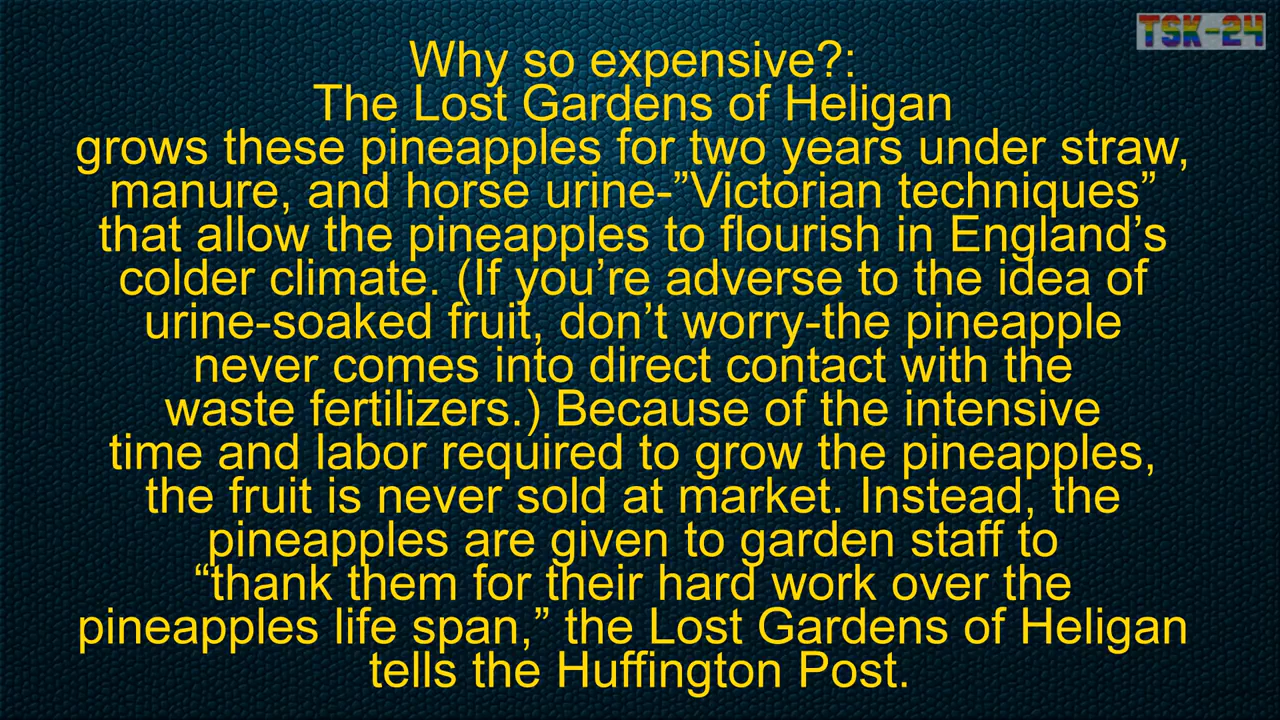 TSK-24
Why so expensive?:
The Lost Gardens of Heligan
grows these pineapples for two years under straw,
manure, and horse urine-”Victorian techniques”
that allow the pineapples to flourish in England’s
colder climate. (If you’re adverse to the idea of
urine-soaked fruit, don’t worry-the pineapple
never comes into direct contact with the
waste fertilizers.) Because of the intensive
time and labor required to grow the pineapples,
the fruit is never sold at market. Instead, the
pineapples are given to garden staff to
“thank them for their hard work over the
pineapples life span,” the Lost Gardens of Heligan
tells the Huffington Post.